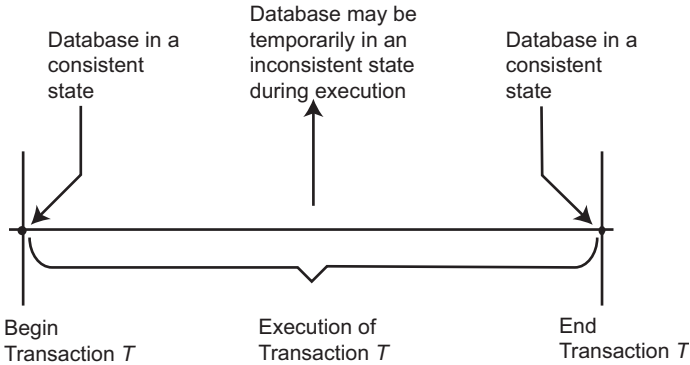 Database in a
consistent
state
Database may be
temporarily in an
inconsistent state
during execution
Database in a
consistent
state
Begin
Transaction T
Execution of
Transaction T
End
Transaction T